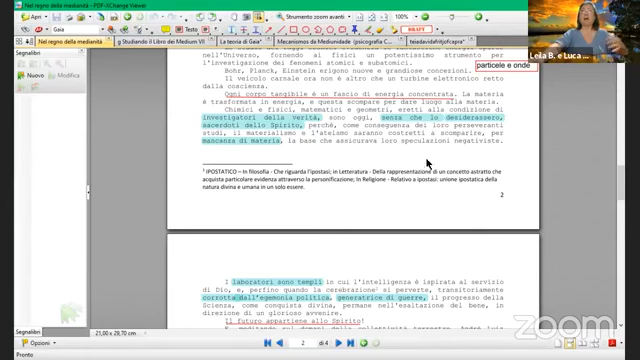 Nel regno della medianità - PDF-XChange Viewer
Strumento zoom avanti
100%
Gaia
Testo
DRAFT
Nel regno della medianità
g Studiando il Libro dei Medium VII
La teoria di Gaia*
Mecanismos da Mediunidade
Segnalibri
Nuovo
Modifica
particele e onde
Leila B. e Luca
nell'Universo, fornendo ai fisici un potentissimo strumento per
l'investigazione dei fenomeni atomici e subatomici.
Bohr, Planck, Einstein erigono nuove e grandiose concezioni.
Il veicolo carnale ora non è altro che un turbine elettronico retto
dalla coscienza.
Ogni corpo tangibile è un fascio di energia concentrata. La materia
è trasformata in energia, e questa scompare per dare luogo alla materia.
Chimici e fisici, matematici e geometri, eretti alla condizione di
investigatori della verità, sono oggi, senza che lo desiderassero,
sacerdoti dello Spirito, perché, come conseguenza dei loro perseveranti
studi, il materialismo e l'ateismo saranno costretti a scomparire, per
mancanza di materia, la base che assicurava loro speculazioni negativiste.
1 IPOSTATICO – In filosofia - Che riguarda l'ipostasi; in Letteratura - Della rappresentazione di un concetto astratto che
acquista particolare evidenza attraverso la personificazione; In Religione - Relativo a ipostasi: unione ipostatica della
natura divina e umana in un solo essere.
2
I laboratori sono templi in cui l'intelligenza è ispirata al servizio
di Dio, e, perfino quando la cerebrazione2 si perverte, transitoriamente
corrotta dall'egemonia politica, generatrice di guerre, il progresso della
Scienza, come conquista divina, permane nell'esaltazione del bene, in
direzione di un glorioso avvenire.
Il futuro appartiene allo Spirito!
Segnalibri
21,00 x 29,70 cm
Opzioni
2
di 4
Pronto
zoom